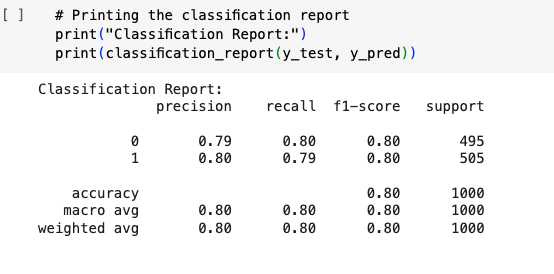 [ ] # Printing the classification report
print("Classification Report:")
print(classification_report(y_test, y_pred))
Classification Report:
precision recall f1-score support
0 0.79 0.80 0.80 495
1 0.80 0.79 0.80 505
accuracy 0.80 1000
macro avg 0.80 0.80 0.80 1000
weighted avg 0.80 0.80 0.80 1000